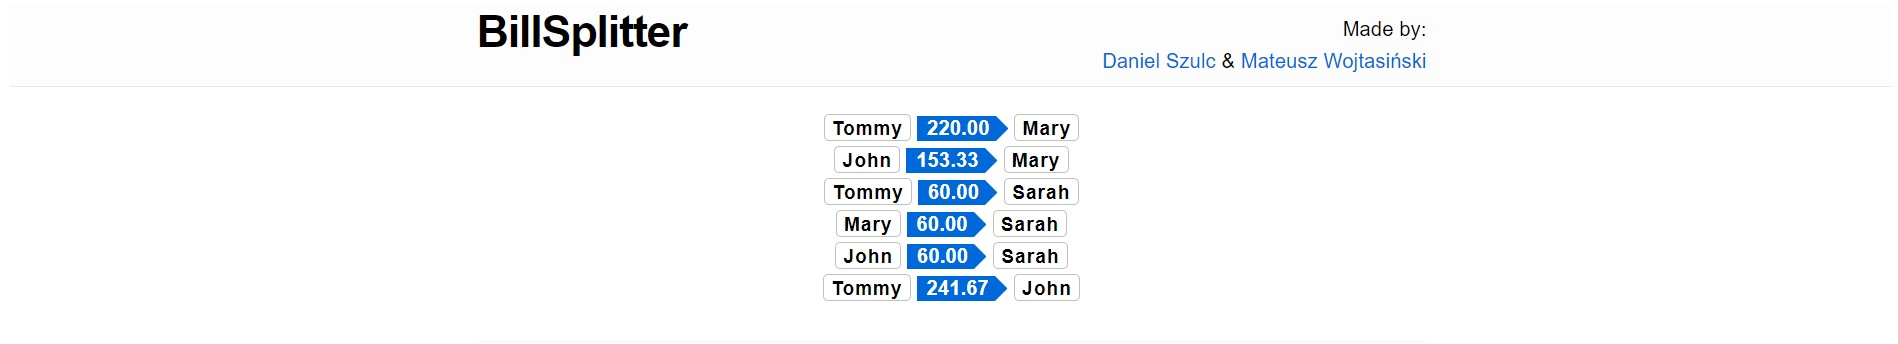 BillSplitter
Made by:
Daniel Szulc & Mateusz Wojtasiński
Tommy 220.00 Mary
John 153.33 Mary
Tommy 60.00 Sarah
Mary 60.00 Sarah
John 60.00 Sarah
Tommy 241.67 John